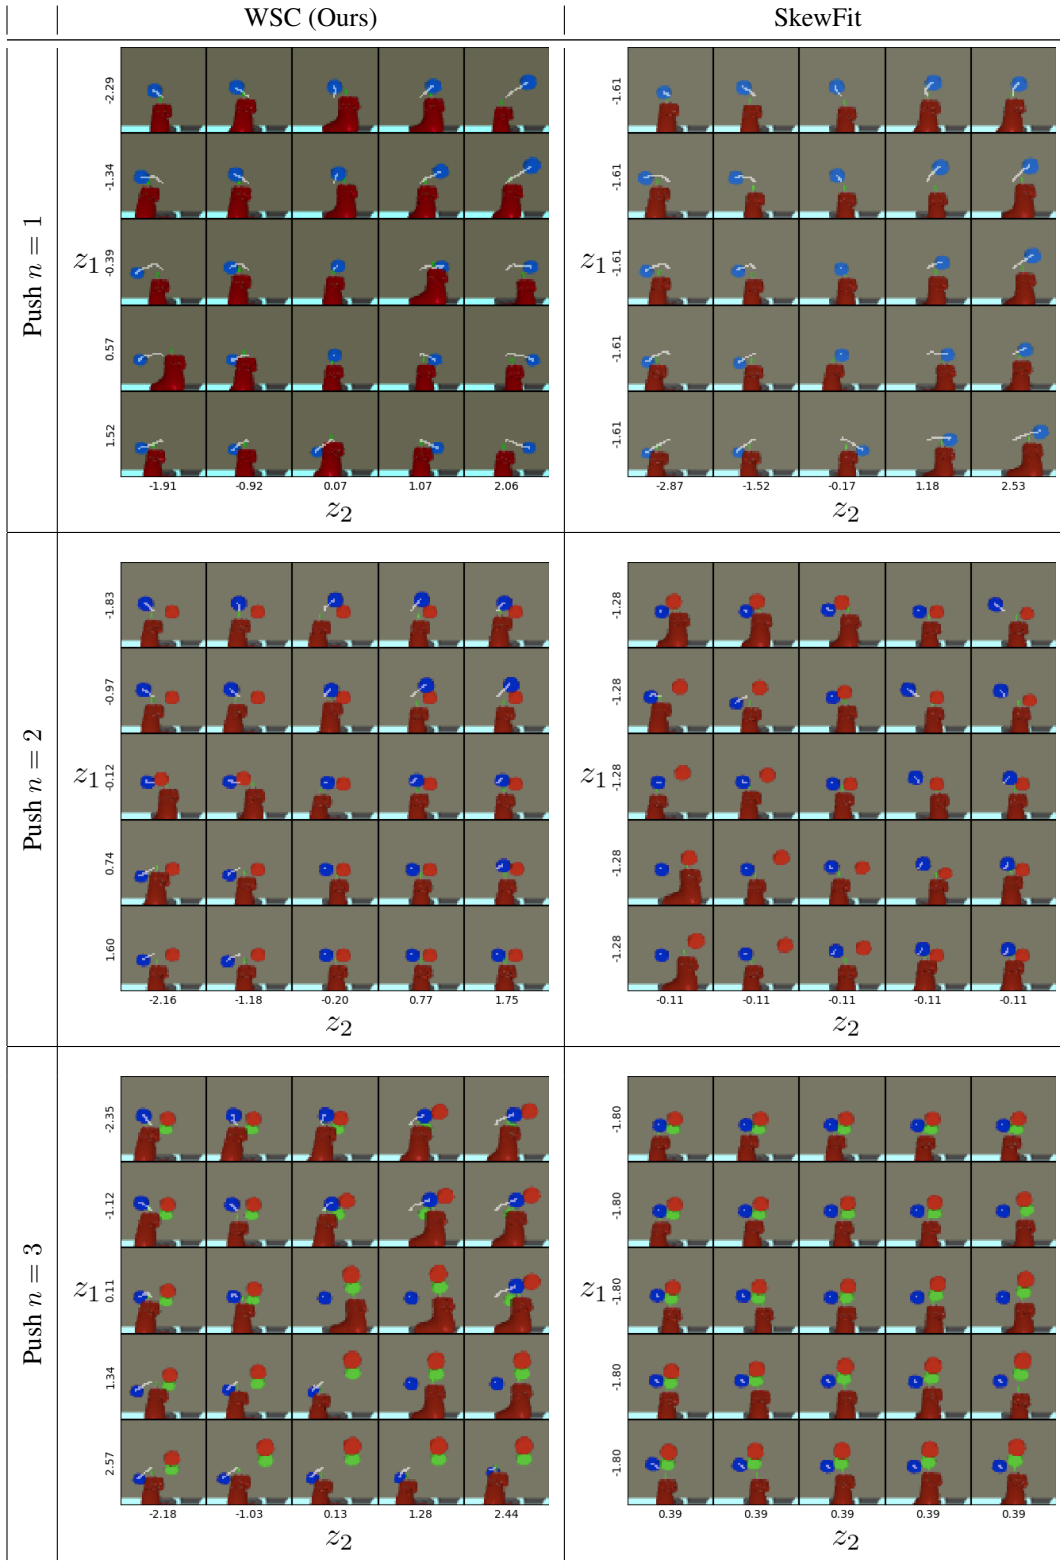 WSC (Ours)
SkewFit
Push n = 1
z1
-2.29
-1.34
-0.39
0.57
1.52
-1.91 -0.92 0.07 1.07 2.06
z2
z1
-1.61
-1.61
-1.61
-1.61
-1.61
-2.87 -1.52 -0.17 1.18 2.53
z2
Push n = 2
z1
-1.83
-0.97
-0.12
0.74
1.60
-2.16 -1.18 -0.20 0.77 1.75
z2
z1
-1.28
-1.28
-1.28
-1.28
-1.28
-0.11 -0.11 -0.11 -0.11 -0.11
z2
Push n = 3
z1
-2.35
-1.12
0.11
1.34
2.57
-2.18 -1.03 0.13 1.28 2.44
z2
z1
-1.80
-1.80
-1.80
-1.80
-1.80
0.39 0.39 0.39 0.39 0.39
z2